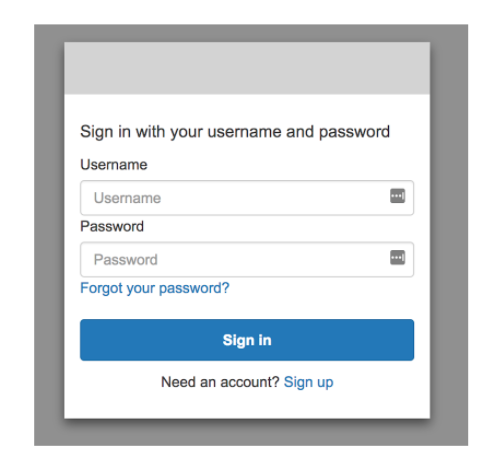 Sign in with your username and password
Username
Username
Password
Password
Forgot your password?
Sign in
Need an account? Sign up